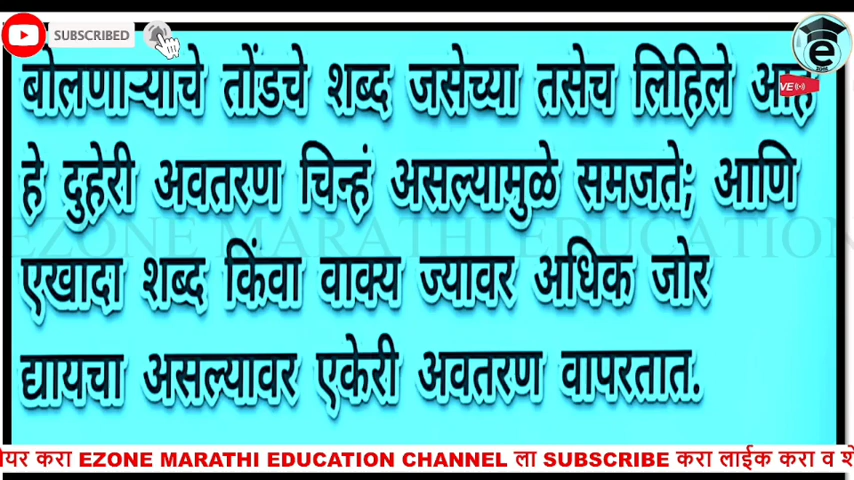 SUBSCRIBED
बोलणाऱ्याचे तोंडचे शब्द जसेच्या तसेच लिहिले आहे
हे दुहेरी अवतरण चिन्हं असल्यामुळे समजते; आणि
EZONE MARATHI EDUCATION
एखादा शब्द किंवा वाक्य ज्यावर अधिक जोर
द्यायचा असल्यावर एकेरी अवतरण वापरतात.
करा EZONE MARATHI EDUCATION CHANNEL ला SUBSCRIBE करा लाईक करा व